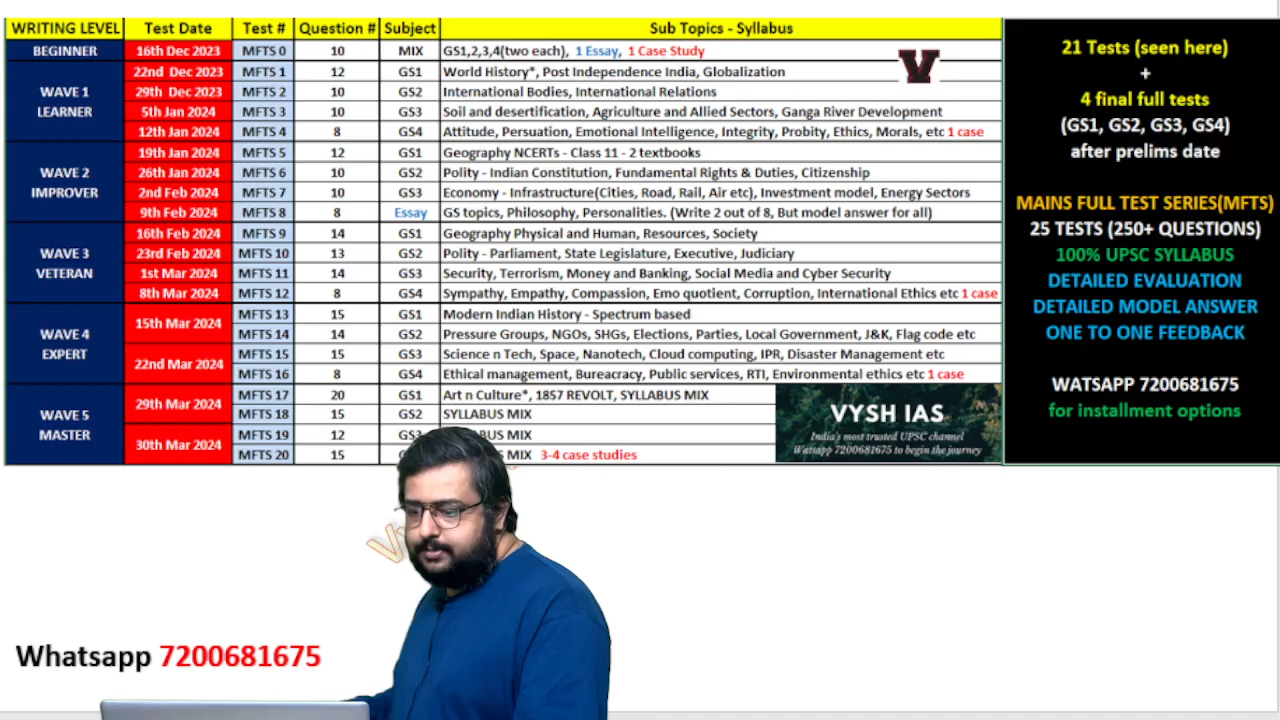 WRITING LEVEL Test Date Test # Question # Subject Sub Topics - Syllabus
BEGINNER 16th Dec 2023 MFTS 0 10 MIX GS1,2,3,4(two each), 1 Essay, 1 Case Study
WAVE 1 LEARNER
22nd Dec 2023 MFTS 1 12 GS1 World History*, Post Independence India, Globalization
29th Dec 2023 MFTS 2 10 GS2 International Bodies, International Relations
5th Jan 2024 MFTS 3 10 GS3 Soil and desertification, Agriculture and Allied Sectors, Ganga River Development
12th Jan 2024 MFTS 4 8 GS4 Attitude, Persuation, Emotional Intelligence, Integrity, Probity, Ethics, Morals, etc 1 case
WAVE 2 IMPROVER
19th Jan 2024 MFTS 5 12 GS1 Geography NCERTs - Class 11 - 2 textbooks
26th Jan 2024 MFTS 6 10 GS2 Polity - Indian Constitution, Fundamental Rights & Duties, Citizenship
2nd Feb 2024 MFTS 7 10 GS3 Economy - Infrastructure(Cities, Road, Rail, Air etc), Investment model, Energy Sectors
9th Feb 2024 MFTS 8 8 Essay GS topics, Philosophy, Personalities. (Write 2 out of 8, But model answer for all)
WAVE 3 VETERAN
16th Feb 2024 MFTS 9 14 GS1 Geography Physical and Human, Resources, Society
23rd Feb 2024 MFTS 10 13 GS2 Polity - Parliament, State Legislature, Executive, Judiciary
1st Mar 2024 MFTS 11 14 GS3 Security, Terrorism, Money and Banking, Social Media and Cyber Security
8th Mar 2024 MFTS 12 8 GS4 Sympathy, Empathy, Compassion, Emo quotient, Corruption, International Ethics etc 1 case
WAVE 4 EXPERT
15th Mar 2024 MFTS 13 15 GS1 Modern Indian History - Spectrum based
MFTS 14 14 GS2 Pressure Groups, NGOs, SHGs, Elections, Parties, Local Government, J&K, Flag code etc
22nd Mar 2024 MFTS 15 15 GS3 Science n Tech, Space, Nanotech, Cloud computing, IPR, Disaster Management etc
MFTS 16 8 GS4 Ethical management, Bureacracy, Public services, RTI, Environmental ethics etc 1 case
WAVE 5 MASTER
29th Mar 2024 MFTS 17 20 GS1 Art n Culture*, 1857 REVOLT, SYLLABUS MIX
MFTS 18 15 GS2 SYLLABUS MIX
30th Mar 2024 MFTS 19 12 GS3 MIX
MFTS 20 15 MIX 3-4 case studies
V
VYSH IAS
India's most trusted UPSC channel
Watsapp 7200681675 to begin the journey
21 Tests (seen here)
+
4 final full tests
(GS1, GS2, GS3, GS4)
after prelims date
MAINS FULL TEST SERIES(MFTS)
25 TESTS (250+ QUESTIONS)
100% UPSC SYLLABUS
DETAILED EVALUATION
DETAILED MODEL ANSWER
ONE TO ONE FEEDBACK
WATSAPP 7200681675
for installment options
Whatsapp 7200681675